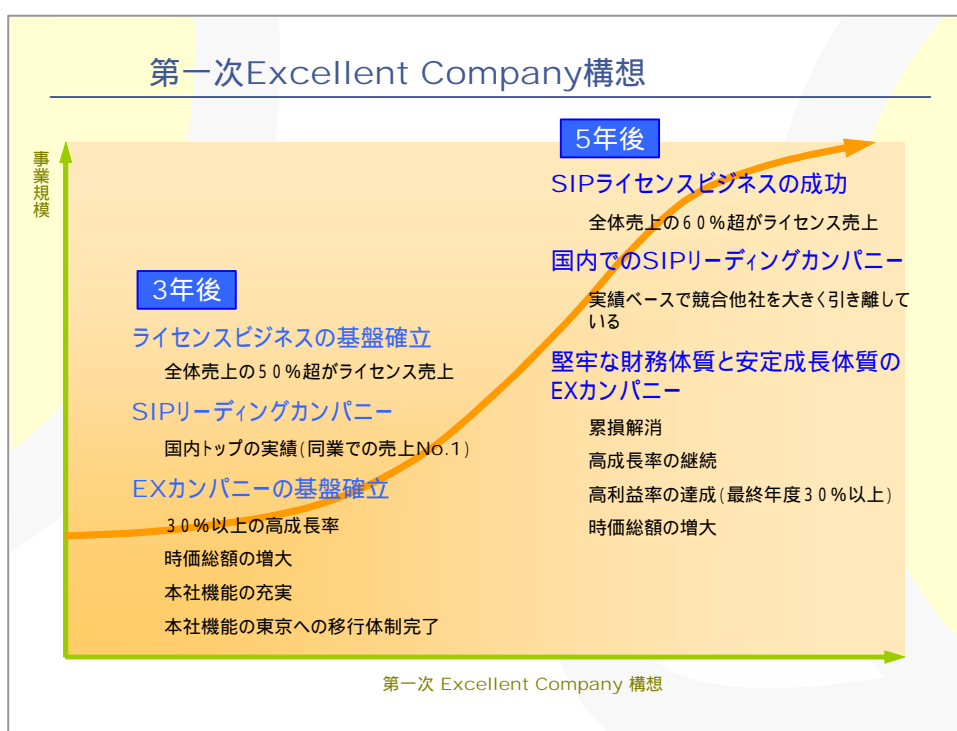 第一次Excellent Company構想
事業規模
3年後
ライセンスビジネスの基盤確立
全体売上の50%超がライセンス売上
SIPリーディングカンパニー
国内トップの実績(同業での売上No.1)
EXカンパニーの基盤確立
30%以上の高成長率
時価総額の増大
本社機能の充実
本社機能の東京への移行体制完了
5年後
SIPライセンスビジネスの成功
全体売上の60%超がライセンス売上
国内でのSIPリーディングカンパニー
実績ベースで競合他社を大きく引き離して
いる
堅牢な財務体質と安定成長体質の
EXカンパニー
累損解消
高成長率の継続
高利益率の達成(最終年度30%以上)
時価総額の増大
第一次 Excellent Company 構想